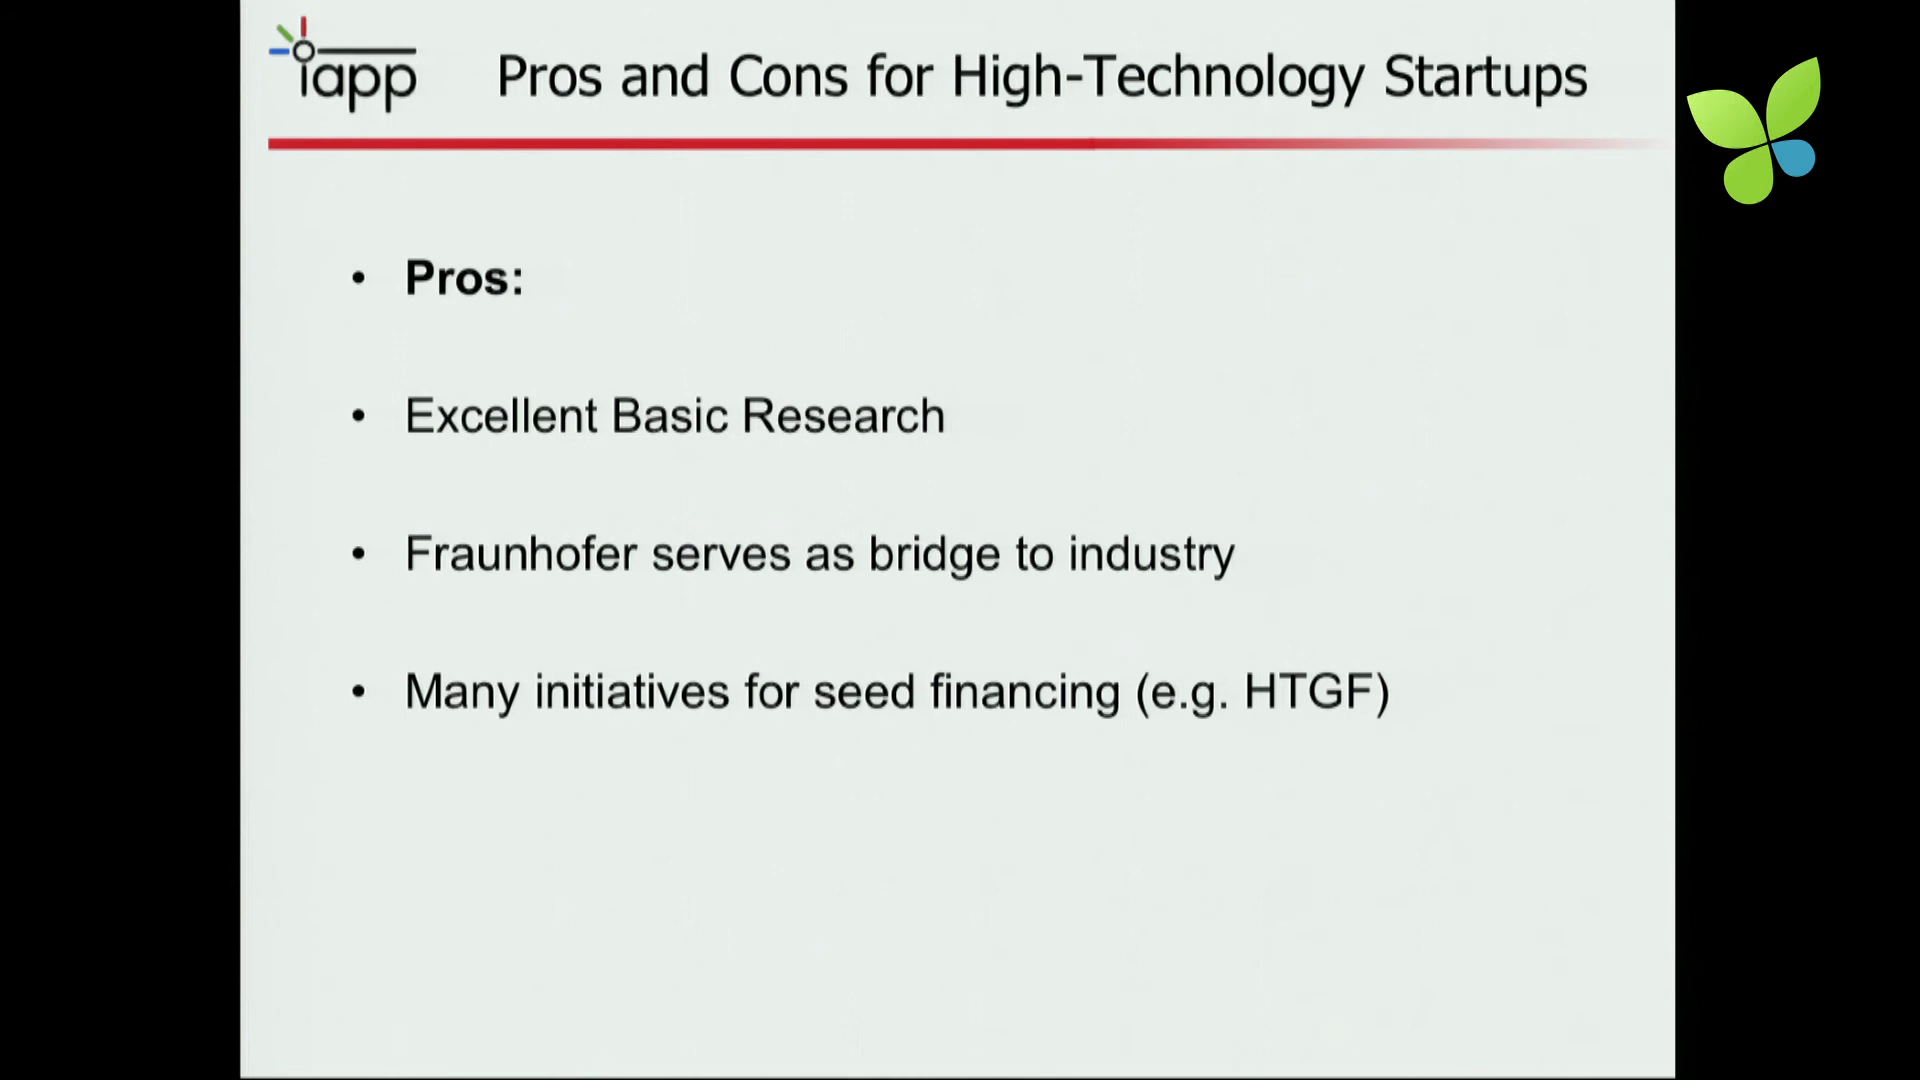 iapp
Pros and Cons for High-Technology Startups
• Pros:
• Excellent Basic Research
• Fraunhofer serves as bridge to industry
• Many initiatives for seed financing (e.g. HTGF)